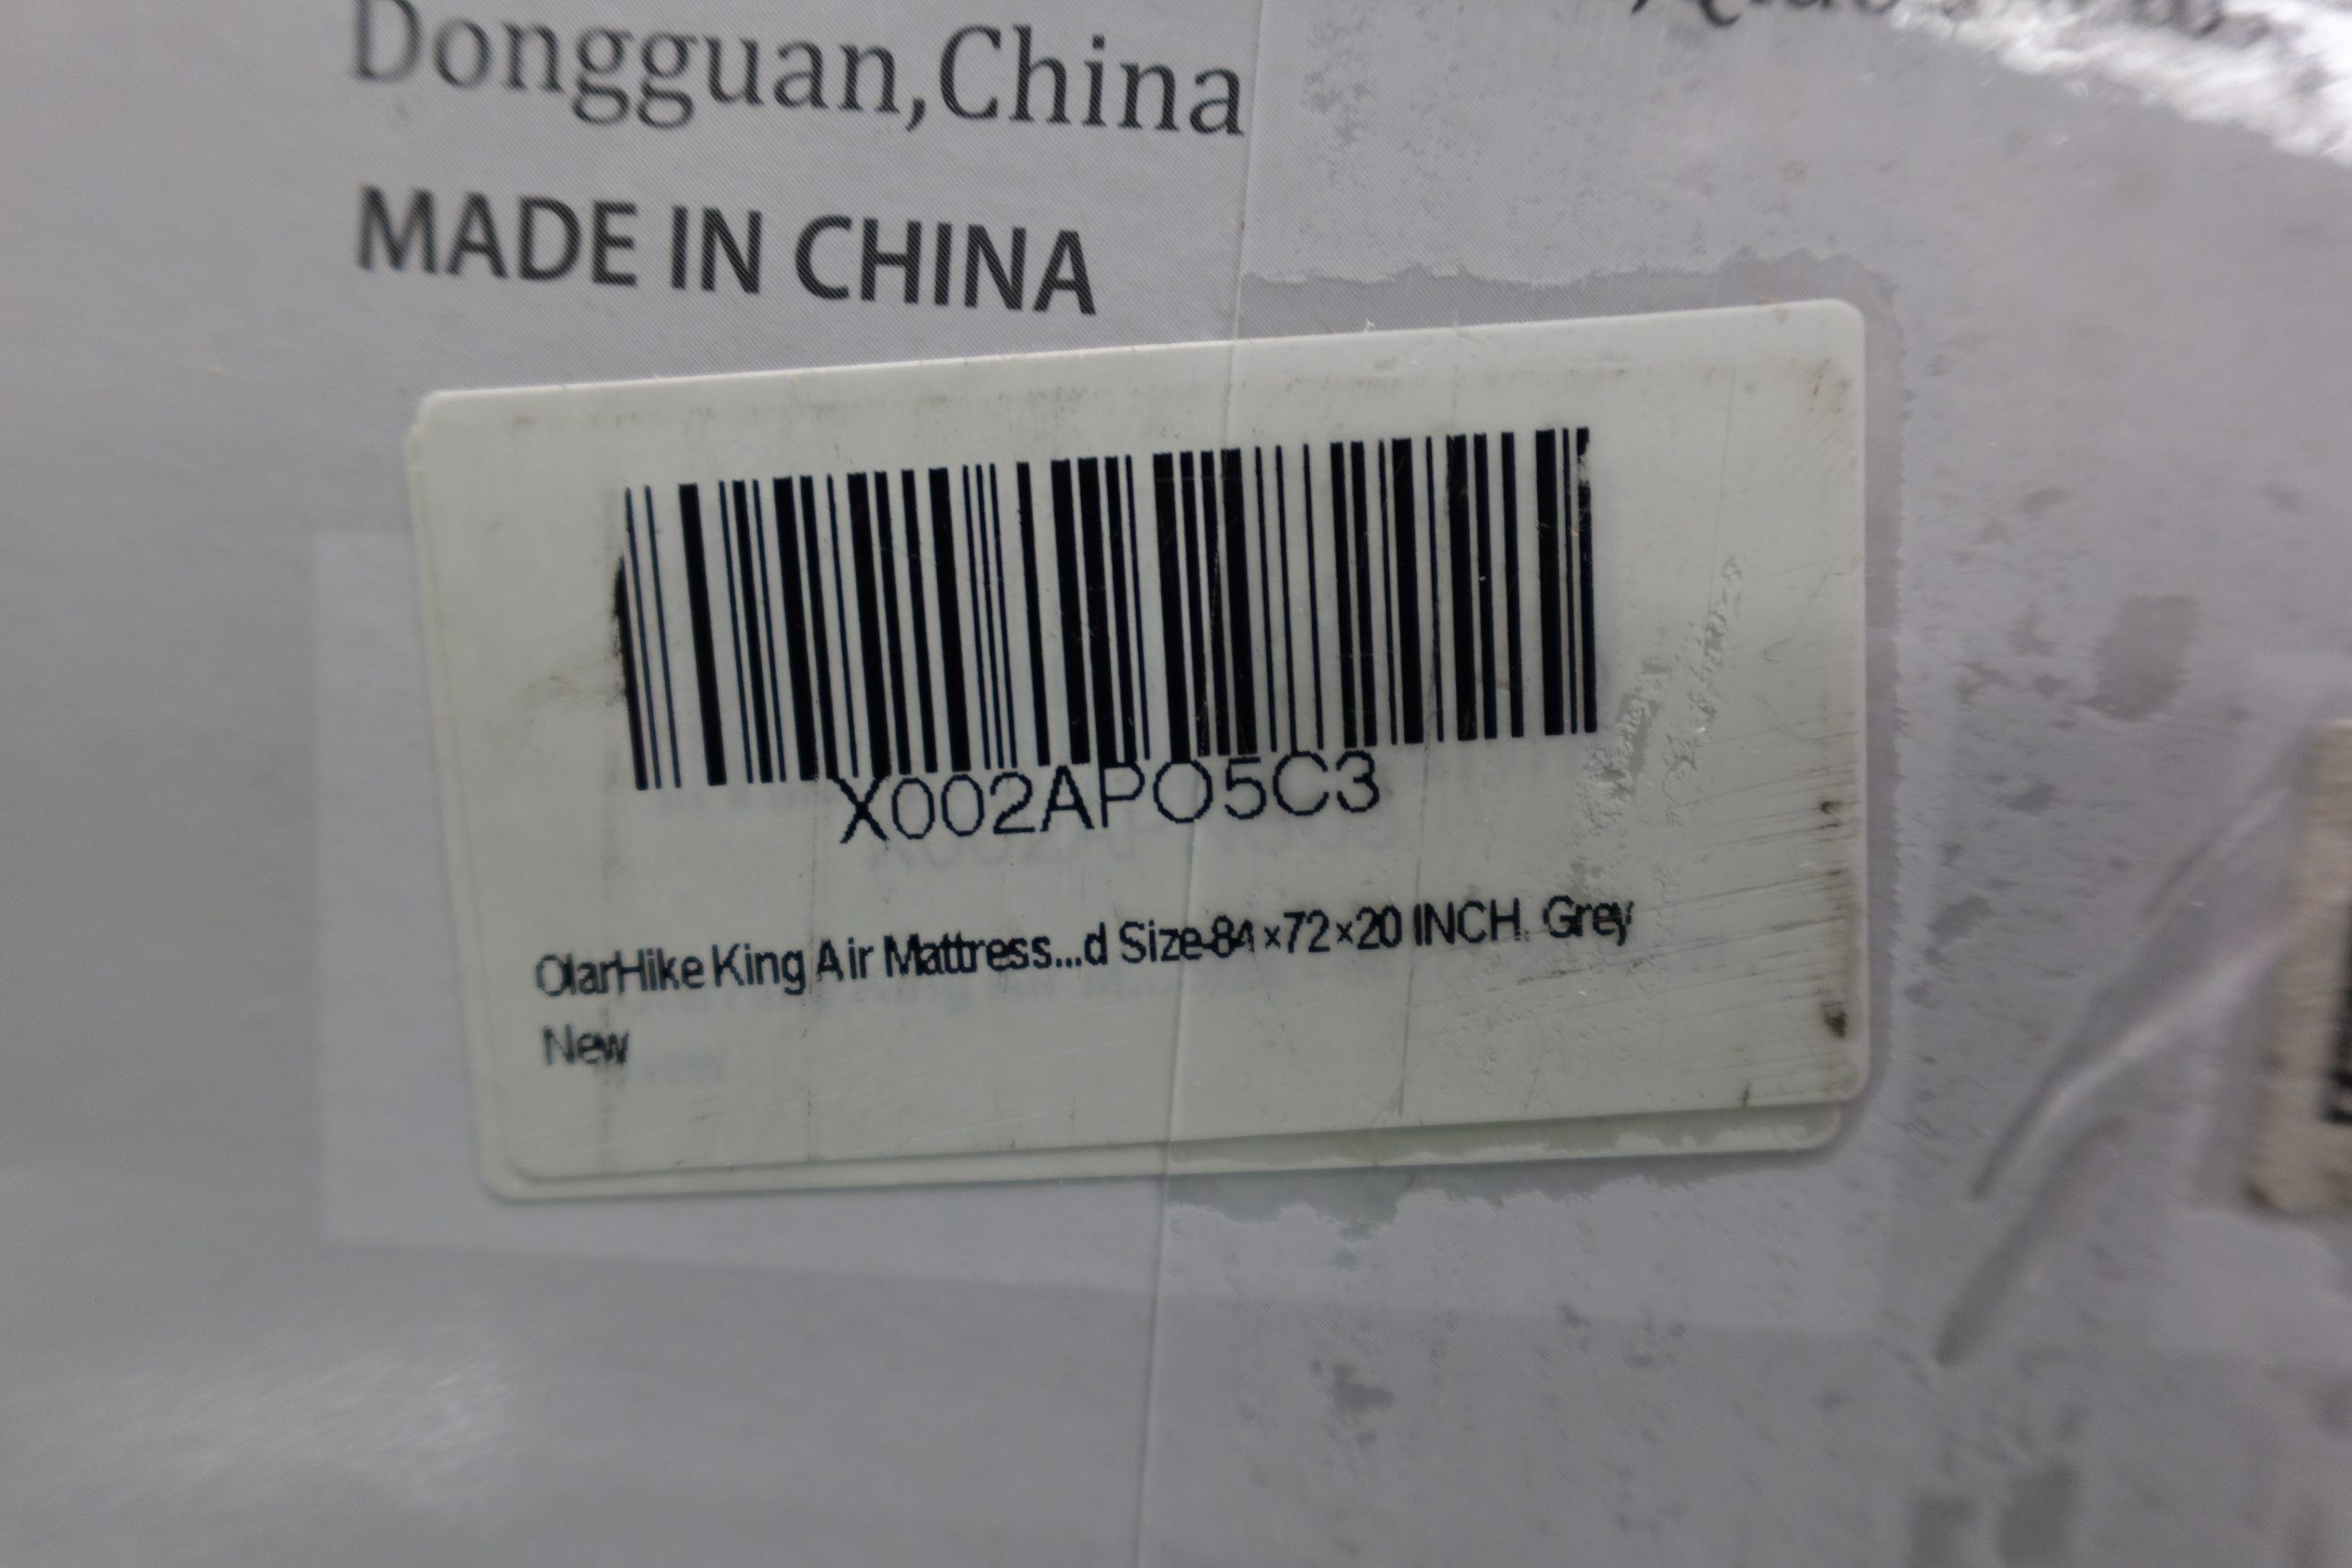 Dongguan,China
MADE IN CHINA
X002APO5C3
OlarHike King Air Mattress...d Size-84×72×20 INCH. Grey
New